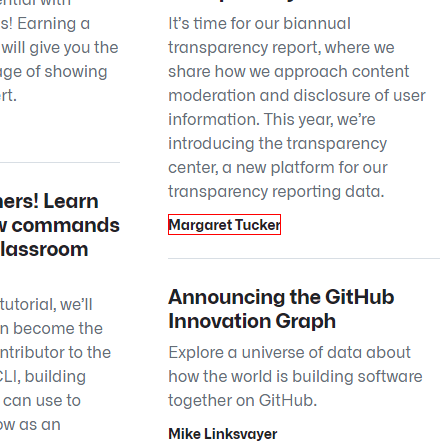 s! Earning a
will give you the
age of showing
rt.
ners! Learn
w commands
lassroom
tutorial, we'll
n become the
ntributor to the
CLI, building
can use to
ow as an
It's time for our biannual
transparency report, where we
share how we approach content
moderation and disclosure of user
information. This year, we're
introducing the transparency
center, a new platform for our
transparency reporting data.
Margaret Tucker
Announcing the GitHub
Innovation Graph
Explore a universe of data about
how the world is building software
together on GitHub.
Mike Linksvayer